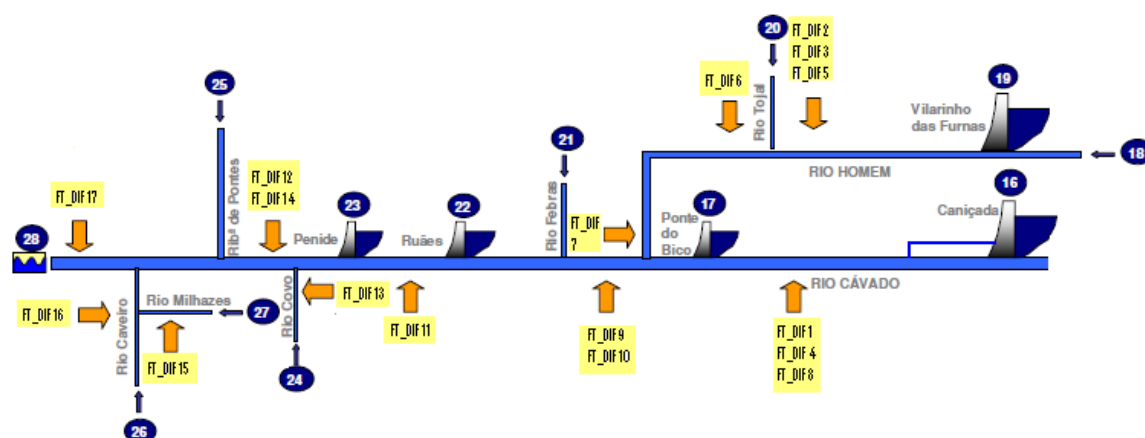 20
FT_DIF2
FT_DIF3
FT_DIF5
FT_DIF6
Rio Tojal
19
Vilarinho
das Furnas
18
RIO HOMEM
25
21
FT_DIF12
FT_DIF14
Ribª de Pontes
FT_DIF17
23
22
Rio Febras
FT_DIF
7
Ponte
do
Bico
17
16
Caniçada
28
Penide
Ruães
RIO CÁVADO
Rio Milhazes
27
FT_DIF16
Rio Caveiro
FT_DIF15
Rio Covo
FT_DIF13
FT_DIF11
FT_DIF9
FT_DIF10
FT_DIF1
FT_DIF4
FT_DIF8
24
26